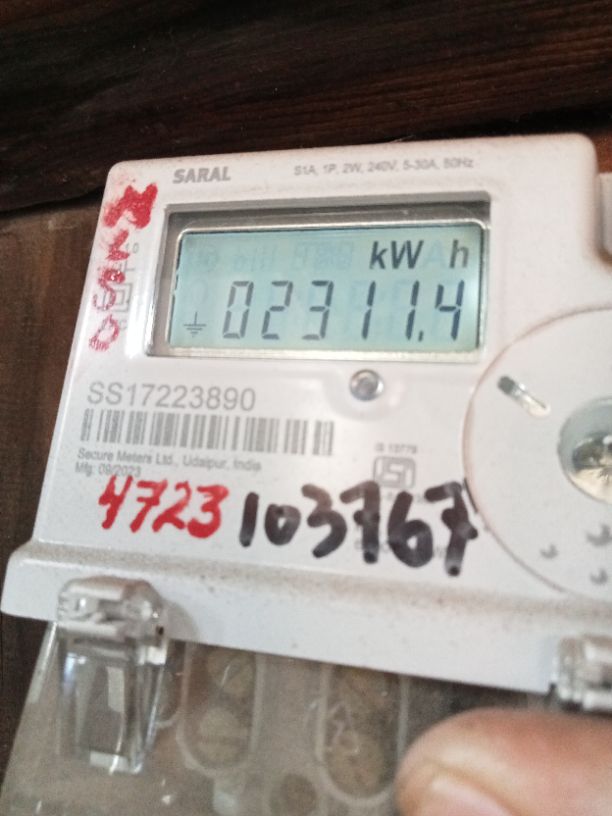 SARAL S1A, 1P, 2W, 240V, 5-30A, 50Hz
kW h
02311.4
SS17223890
Secure Meters Ltd., Udaipur, India
Mfg: 09/2023
IS 13779
4723 103767